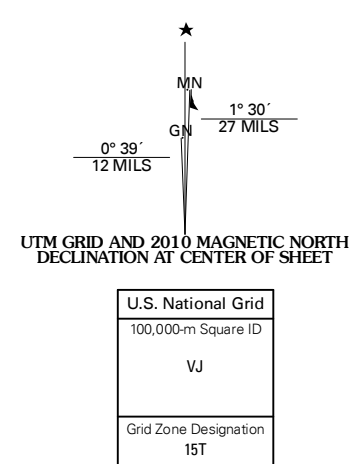 MN
1° 30´
27 MILS
GN
0° 39´
12 MILS
UTM GRID AND 2010 MAGNETIC NORTH
DECLINATION AT CENTER OF SHEET
U.S. National Grid
100,000-m Square ID
VJ
Grid Zone Designation
15T